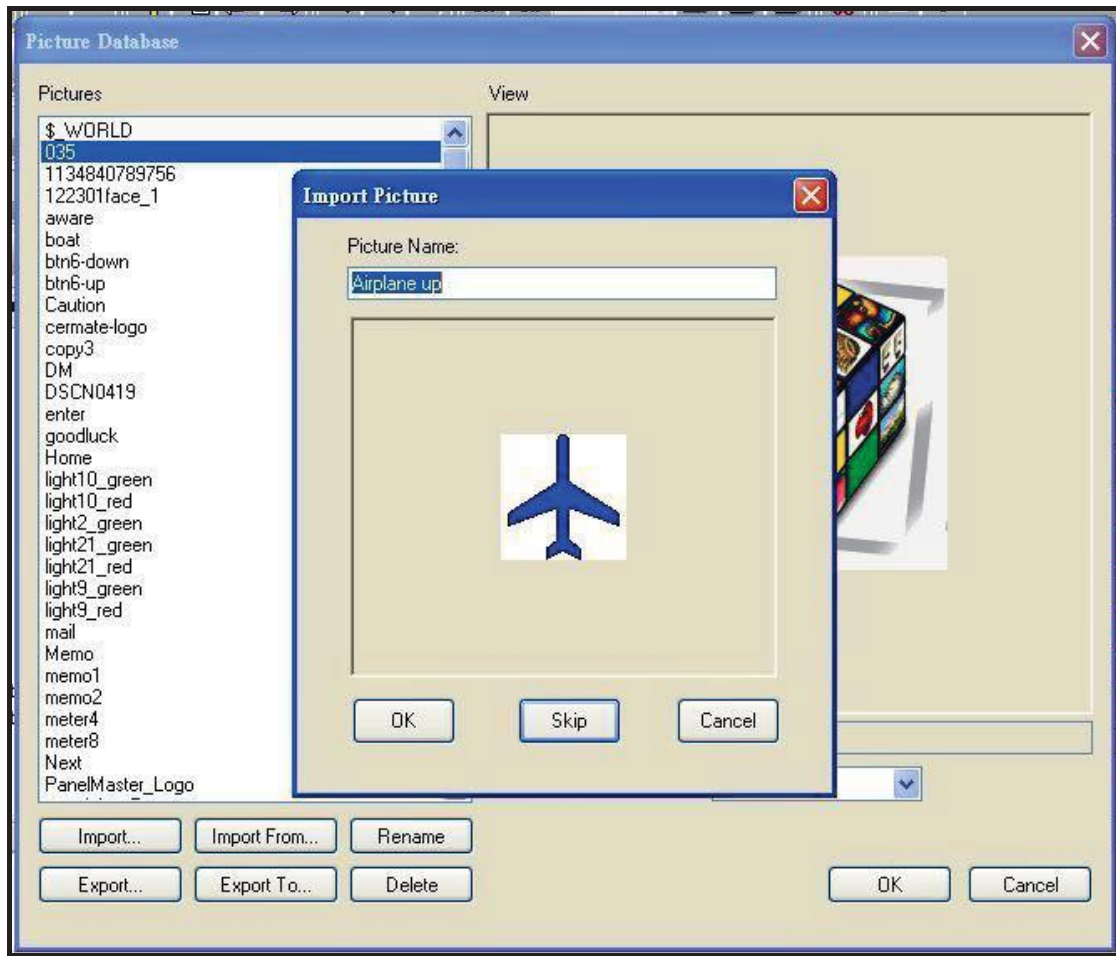 Picture Database
Pictures
View
$_WORLD
035
1134840789756
122301face_1
aware
boat
btn6-down
btn6-up
Caution
cermate-logo
copy3
DM
DSCN0419
enter
goodluck
Home
light10_green
light10_red
light2_green
light21_green
light21_red
light9_green
light9_red
mail
Memo
memo1
memo2
meter4
meter8
Next
PanelMaster_Logo
Import Picture
Picture Name:
Airplane up
OK Skip Cancel
Import... Import From... Rename
Export... Export To... Delete
OK Cancel